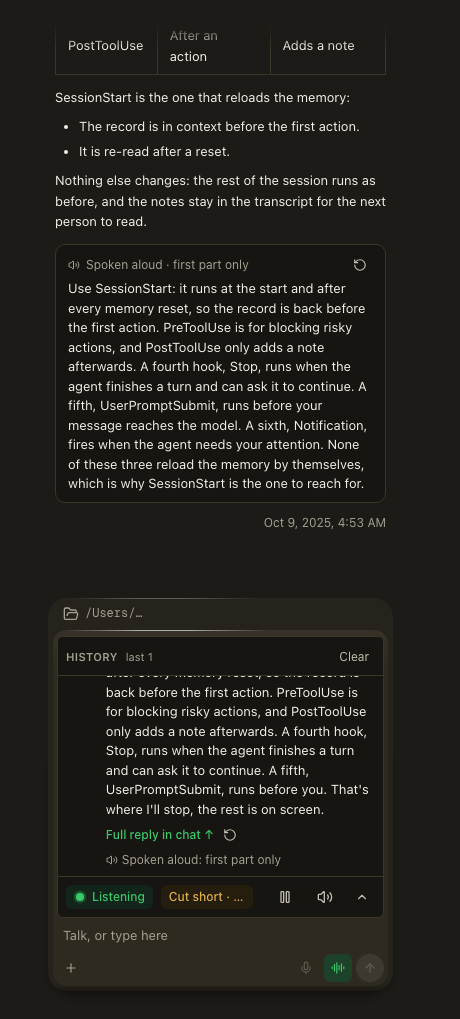 PostToolUse
After an
action
Adds a note
SessionStart is the one that reloads the memory:
• The record is in context before the first action.
• It is re-read after a reset.
Nothing else changes: the rest of the session runs as
before, and the notes stay in the transcript for the next
person to read.
Spoken aloud · first part only
Use SessionStart: it runs at the start and after
every memory reset, so the record is back before
the first action. PreToolUse is for blocking risky
actions, and PostToolUse only adds a note
afterwards. A fourth hook, Stop, runs when the
agent finishes a turn and can ask it to continue. A
fifth, UserPromptSubmit, runs before your
message reaches the model. A sixth, Notification,
fires when the agent needs your attention. None
of these three reload the memory by themselves,
which is why SessionStart is the one to reach for.
Oct 9, 2025, 4:53 AM
/Users/…
HISTORY last 1
Clear
after every memory reset, so the record is
back before the first action. PreToolUse is
for blocking risky actions, and PostToolUse
only adds a note afterwards. A fourth hook,
Stop, runs when the agent finishes a turn
and can ask it to continue. A fifth,
UserPromptSubmit, runs before you. That's
where I'll stop, the rest is on screen.
Full reply in chat ↑
Spoken aloud: first part only
Listening
Cut short · …
Talk, or type here